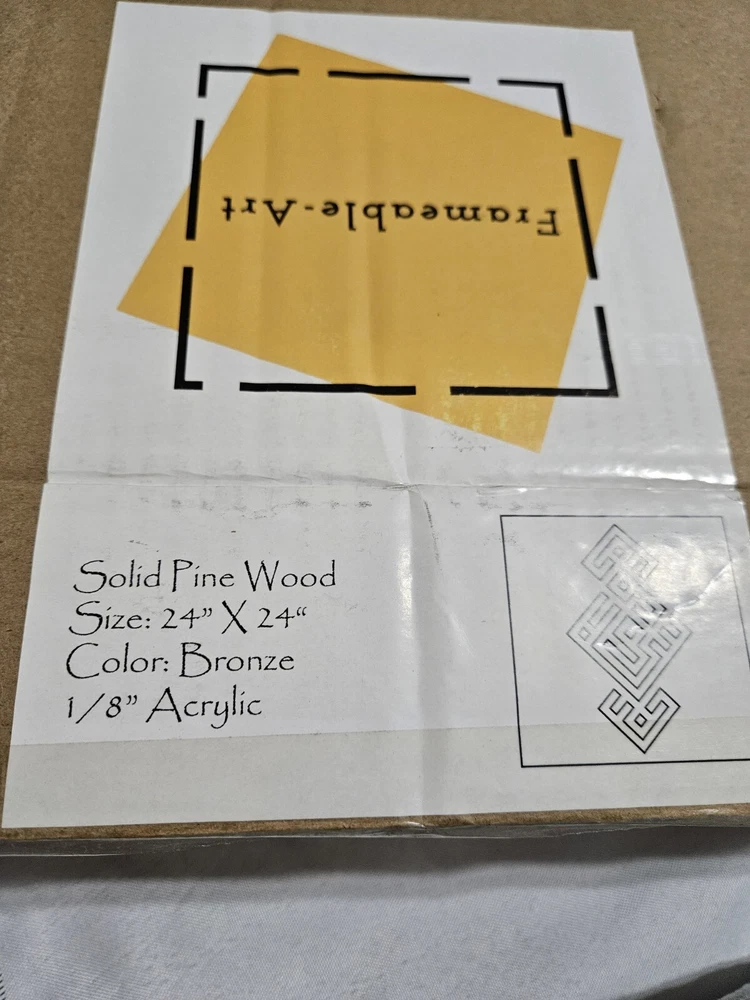 Frameable-Art
Solid Pine Wood
Size: 24” X 24“
Color: Bronze
1/8” Acrylic